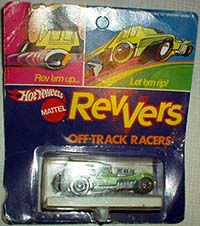 Rev 'em up...
Let 'em rip!
Hot Wheels
MATTEL
RevVers
OFF-TRACK RACERS